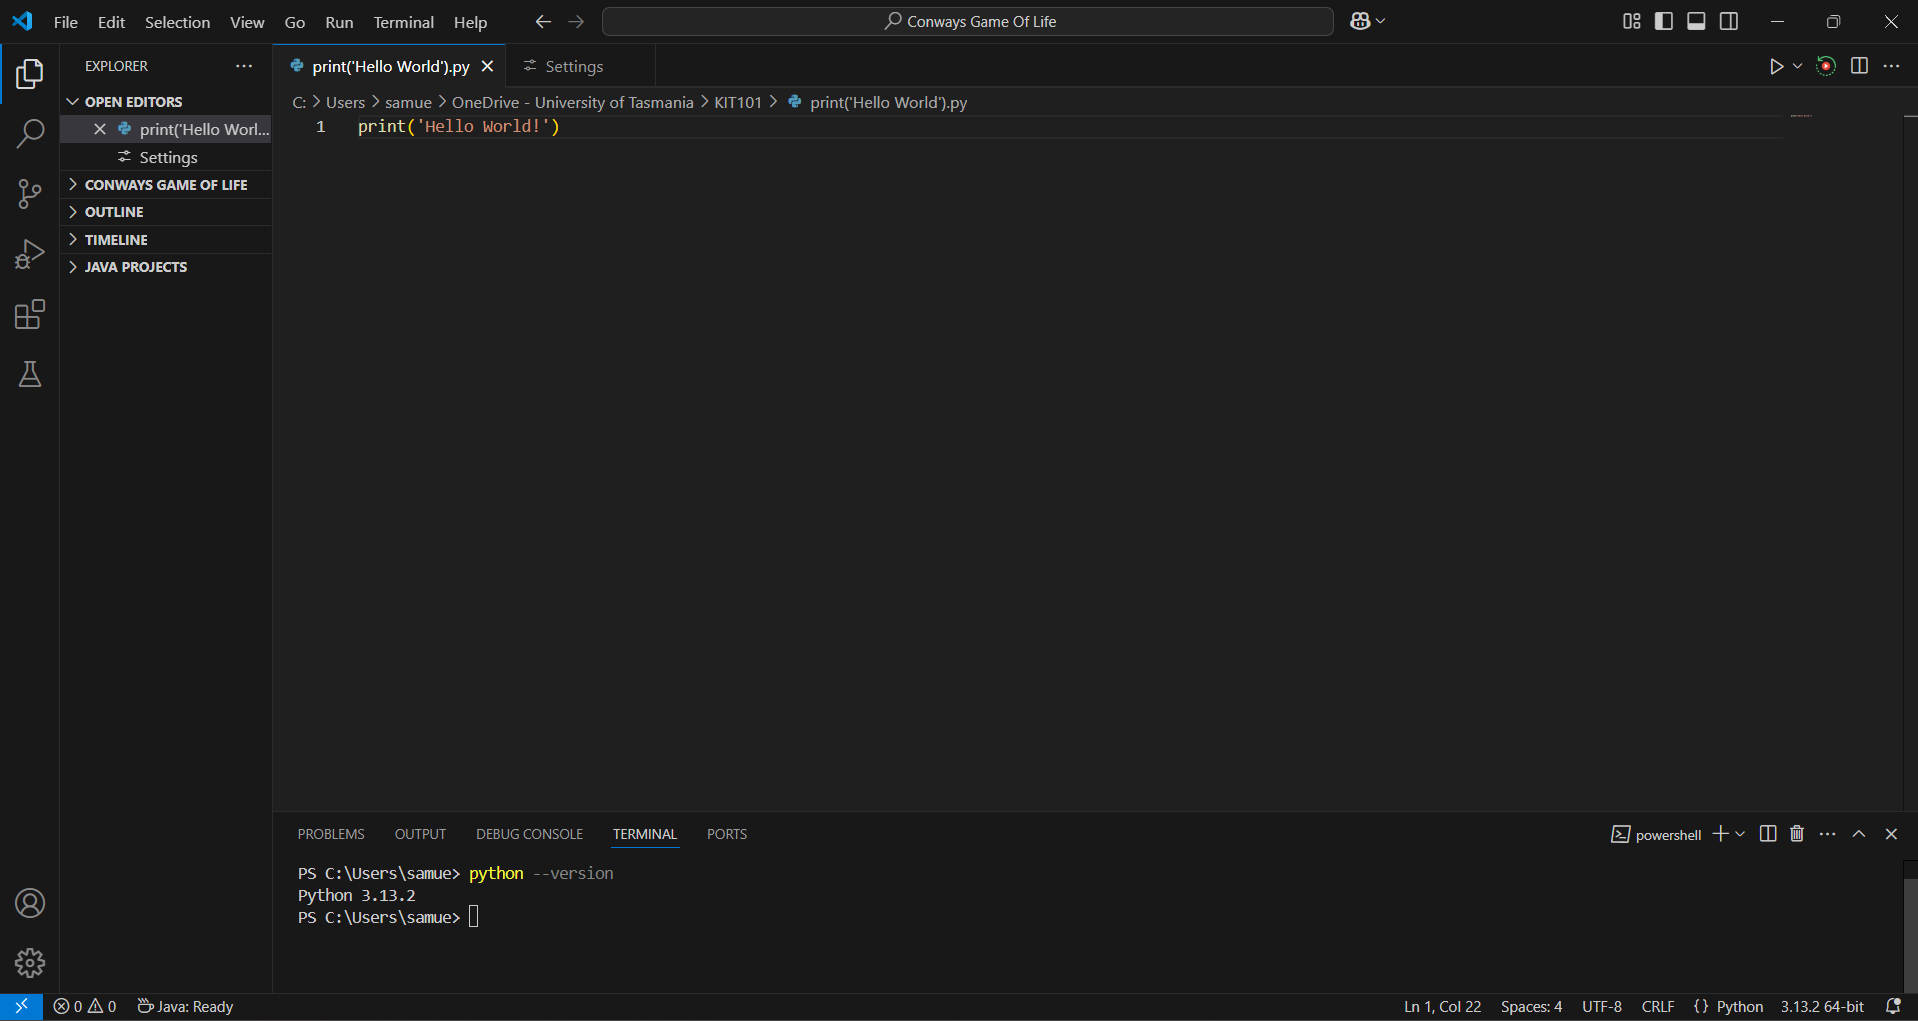 File Edit Selection View Go Run Terminal Help
Conways Game Of Life
EXPLORER
OPEN EDITORS
print('Hello Worl...
Settings
CONWAYS GAME OF LIFE
OUTLINE
TIMELINE
JAVA PROJECTS
print('Hello World').py Settings
C: Users samue OneDrive - University of Tasmania KIT101 print('Hello World').py
1 print('Hello World!')
PROBLEMS OUTPUT DEBUG CONSOLE TERMINAL PORTS
powershell
PS C:\Users\samue> python --version
Python 3.13.2
PS C:\Users\samue>
0 0 Java: Ready
Ln 1, Col 22 Spaces: 4 UTF-8 CRLF {} Python 3.13.2 64-bit